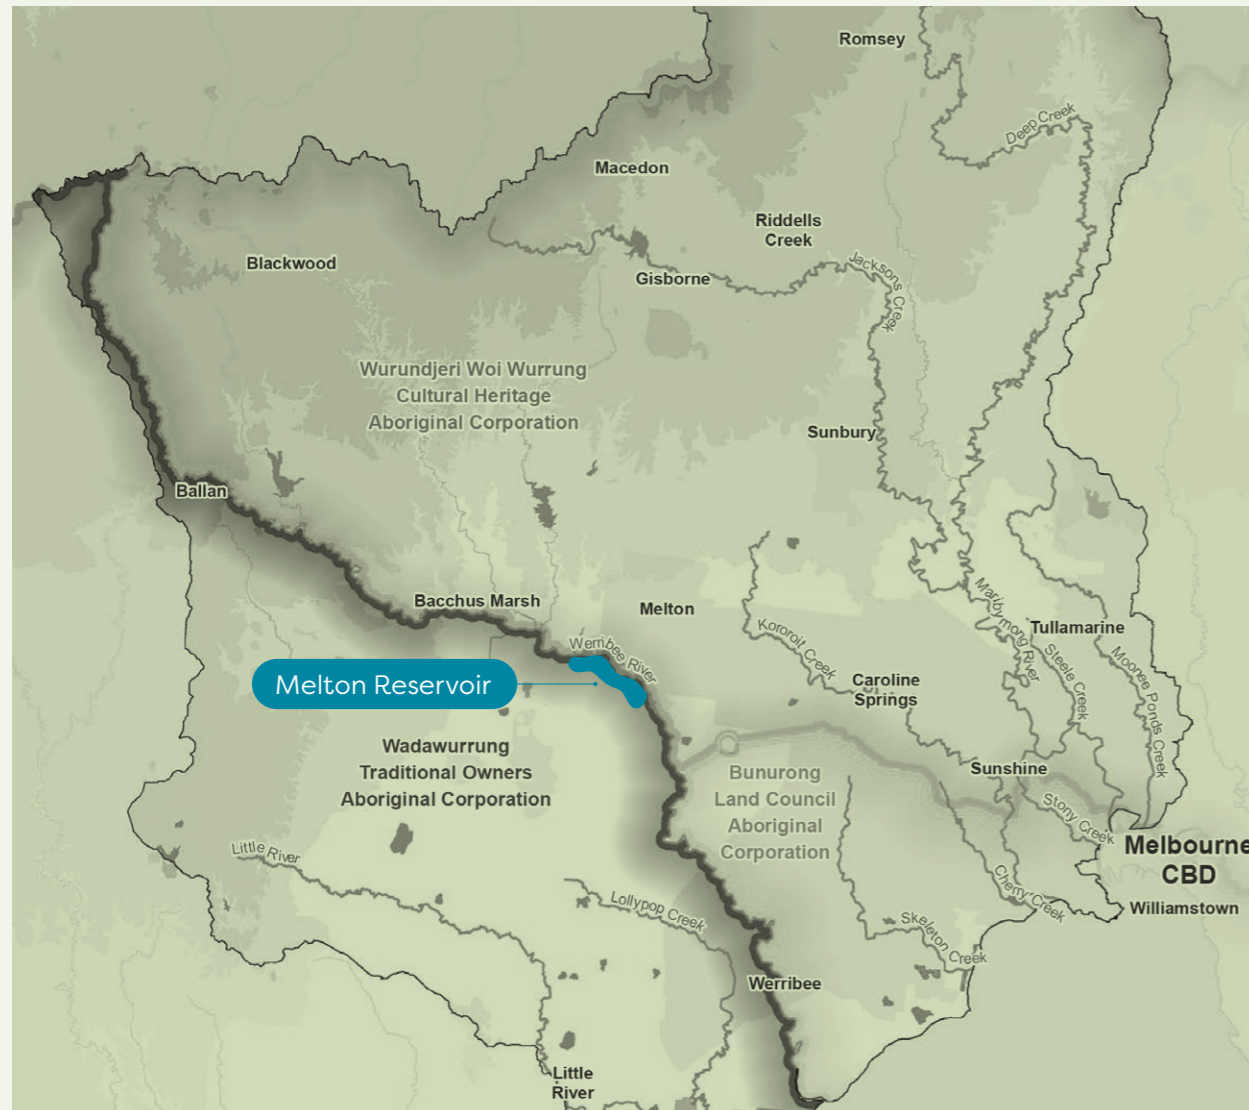 Romsey
Deep Creek
Macedon
Riddells
Creek
Blackwood
Gisborne
Jacksons Creek
Wurundjeri Woi Wurrung
Cultural Heritage
Aboriginal Corporation
Sunbury
Ballan
Bacchus Marsh
Melton
Werribee River
Kororoit Creek
Maribyrnong River
Tullamarine
Steele Creek
Moonee Ponds Creek
Melton Reservoir
Caroline
Springs
Wadawurrung
Traditional Owners
Aboriginal Corporation
Bunurong
Land Council
Aboriginal
Corporation
Sunshine
Stony Creek
Melbourne
CBD
Little River
Cherry Creek
Williamstown
Lollypop Creek
Skeleton Creek
Werribee
Little
River